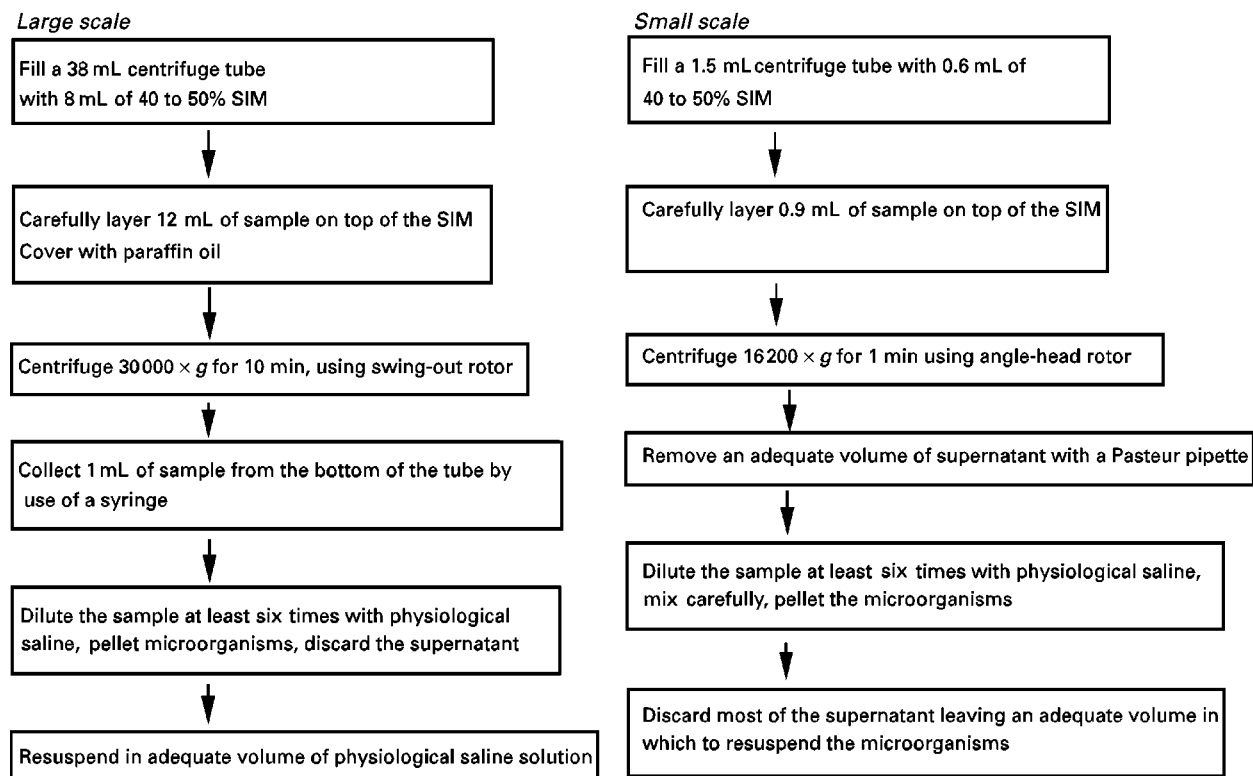 Large scale
Fill a 38 mL centrifuge tube
with 8 mL of 40 to 50% SIM
Carefully layer 12 mL of sample on top of the SIM
Cover with paraffin oil
Centrifuge 30 000 × g for 10 min, using swing-out rotor
Collect 1 mL of sample from the bottom of the tube by
use of a syringe
Dilute the sample at least six times with physiological
saline, pellet microorganisms, discard the supernatant
Resuspend in adequate volume of physiological saline solution
Small scale
Fill a 1.5 mL centrifuge tube with 0.6 mL of
40 to 50% SIM
Carefully layer 0.9 mL of sample on top of the SIM
Centrifuge 16 200 × g for 1 min using angle-head rotor
Remove an adequate volume of supernatant with a Pasteur pipette
Dilute the sample at least six times with physiological saline,
mix carefully, pellet the microorganisms
Discard most of the supernatant leaving an adequate volume in
which to resuspend the microorganisms